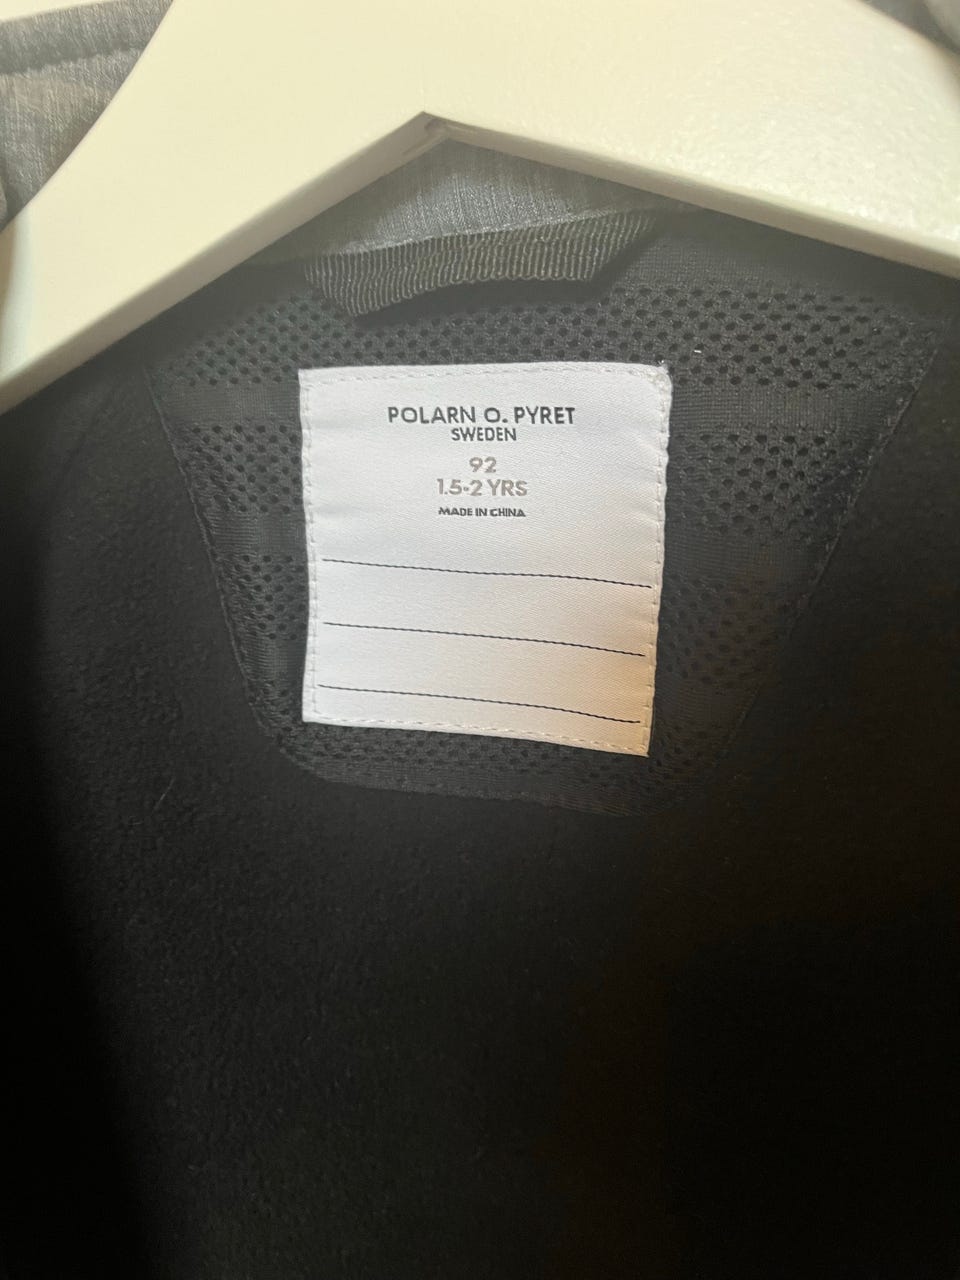 POLARN O. PYRET
SWEDEN
92
1.5-2 YRS
MADE IN CHINA